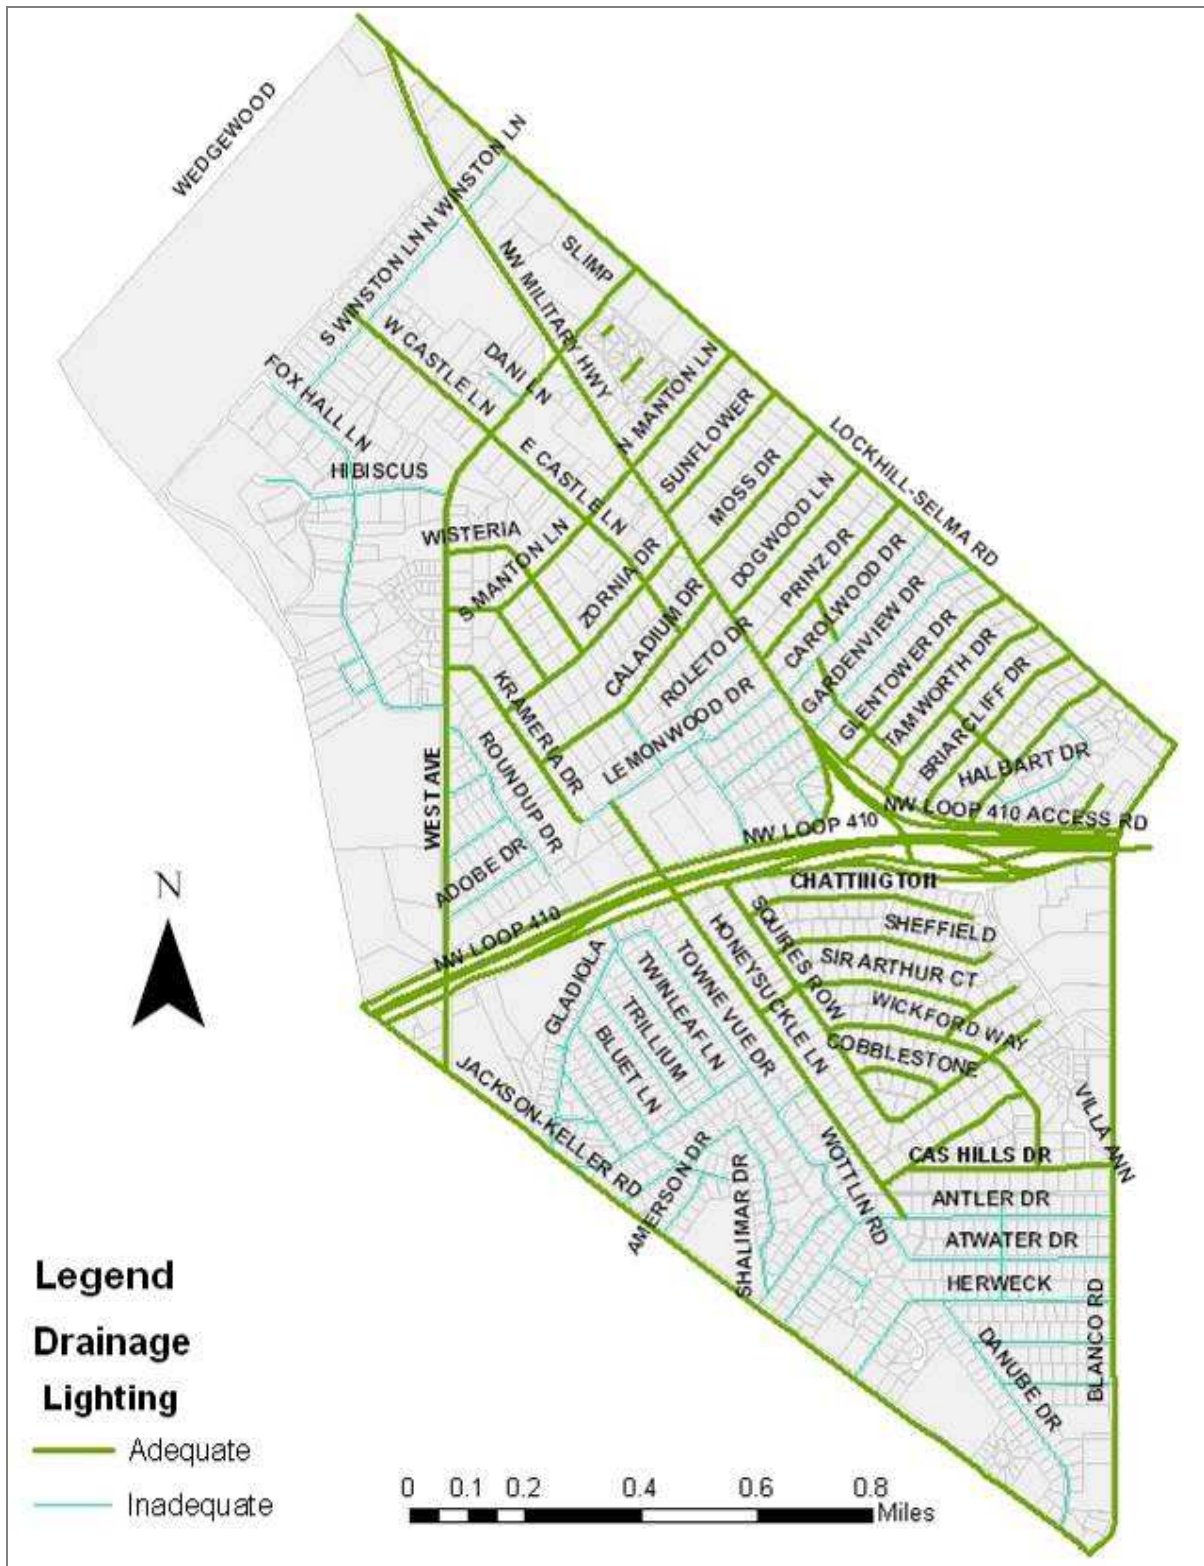 WEDGEWOOD
N WINSTON LN
S WINSTON LN
SLIMP
NW MILITARY HWY
W CASTLE LN
DANI LN
FOX HALL LN
N MANTON LN
HIBISCUS
E CASTLE LN
SUNFLOWER
LOCKHILL-SELMA RD
MOSS DR
WISTERIA
S MANTON LN
DOGWOOD LN
ZORNIA DR
PRINZ DR
CAROLWOOD DR
CALADIUM DR
GARDENVIEW DR
ROLETO DR
GLENTOWER DR
KRAMERIA DR
TAMWORTH DR
LEMONWOOD DR
BRIARCLIFF DR
ROUNDUP DR
HALBART DR
WEST AVE
NW LOOP 410
NW LOOP 410 ACCESS RD
ADOBE DR
CHATTINGTON
NW LOOP 410
SQUIRES ROW
SHEFFIELD
HONEYSUCKLE LN
SIR ARTHUR CT
N
GLADIOLA
TOWNE VUE DR
TWINLEAF LN
WICKFORD WAY
TRILLIUM
COBBLESTONE
BLUET LN
JACKSON-KELLER RD
VILLA ANN
WOTTLIN RD
CAS HILLS DR
AMERSON DR
SHALIMAR DR
ANTLER DR
ATWATER DR
HERWECK
BLANCO RD
DANUBE DR
Legend
Drainage
Lighting
Adequate
Inadequate
0 0.1 0.2 0.4 0.6 0.8
Miles